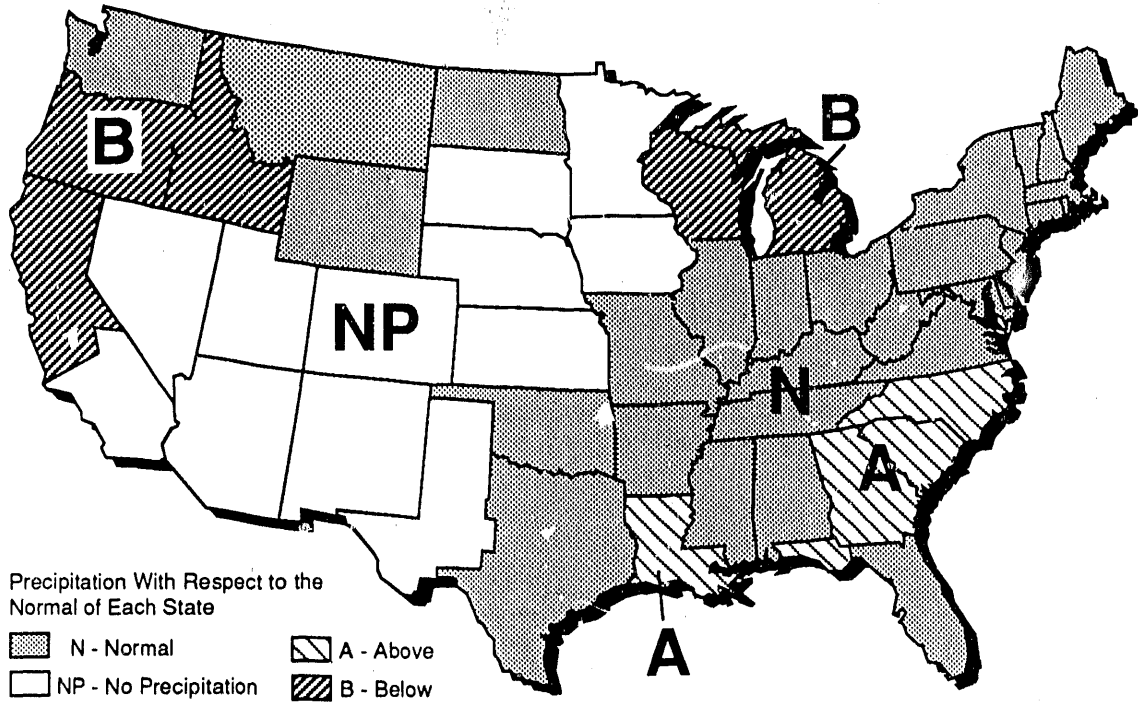 B
B
NP
N
A
A
Precipitation With Respect to the
Normal of Each State
N - Normal
A - Above
NP - No Precipitation
B - Below